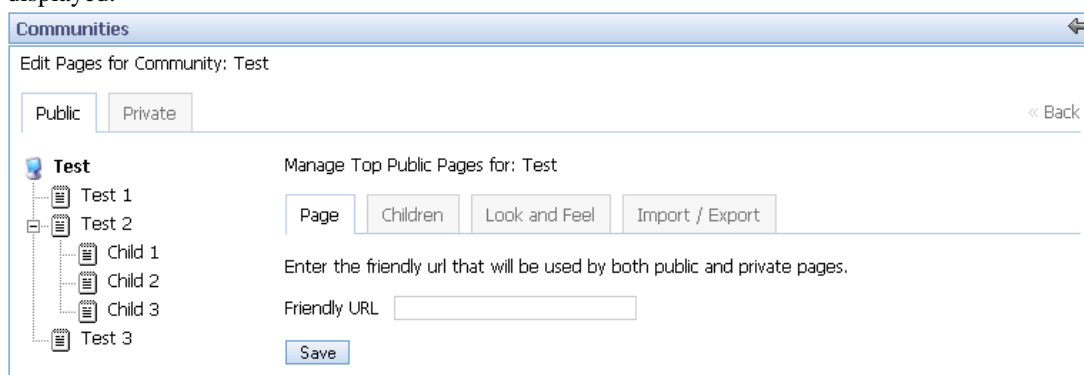 displayed.
Communities
Edit Pages for Community: Test
Public Private « Back
Test
Test 1
Test 2
Child 1
Child 2
Child 3
Test 3
Manage Top Public Pages for: Test
Page Children Look and Feel Import / Export
Enter the friendly url that will be used by both public and private pages.
Friendly URL
Save